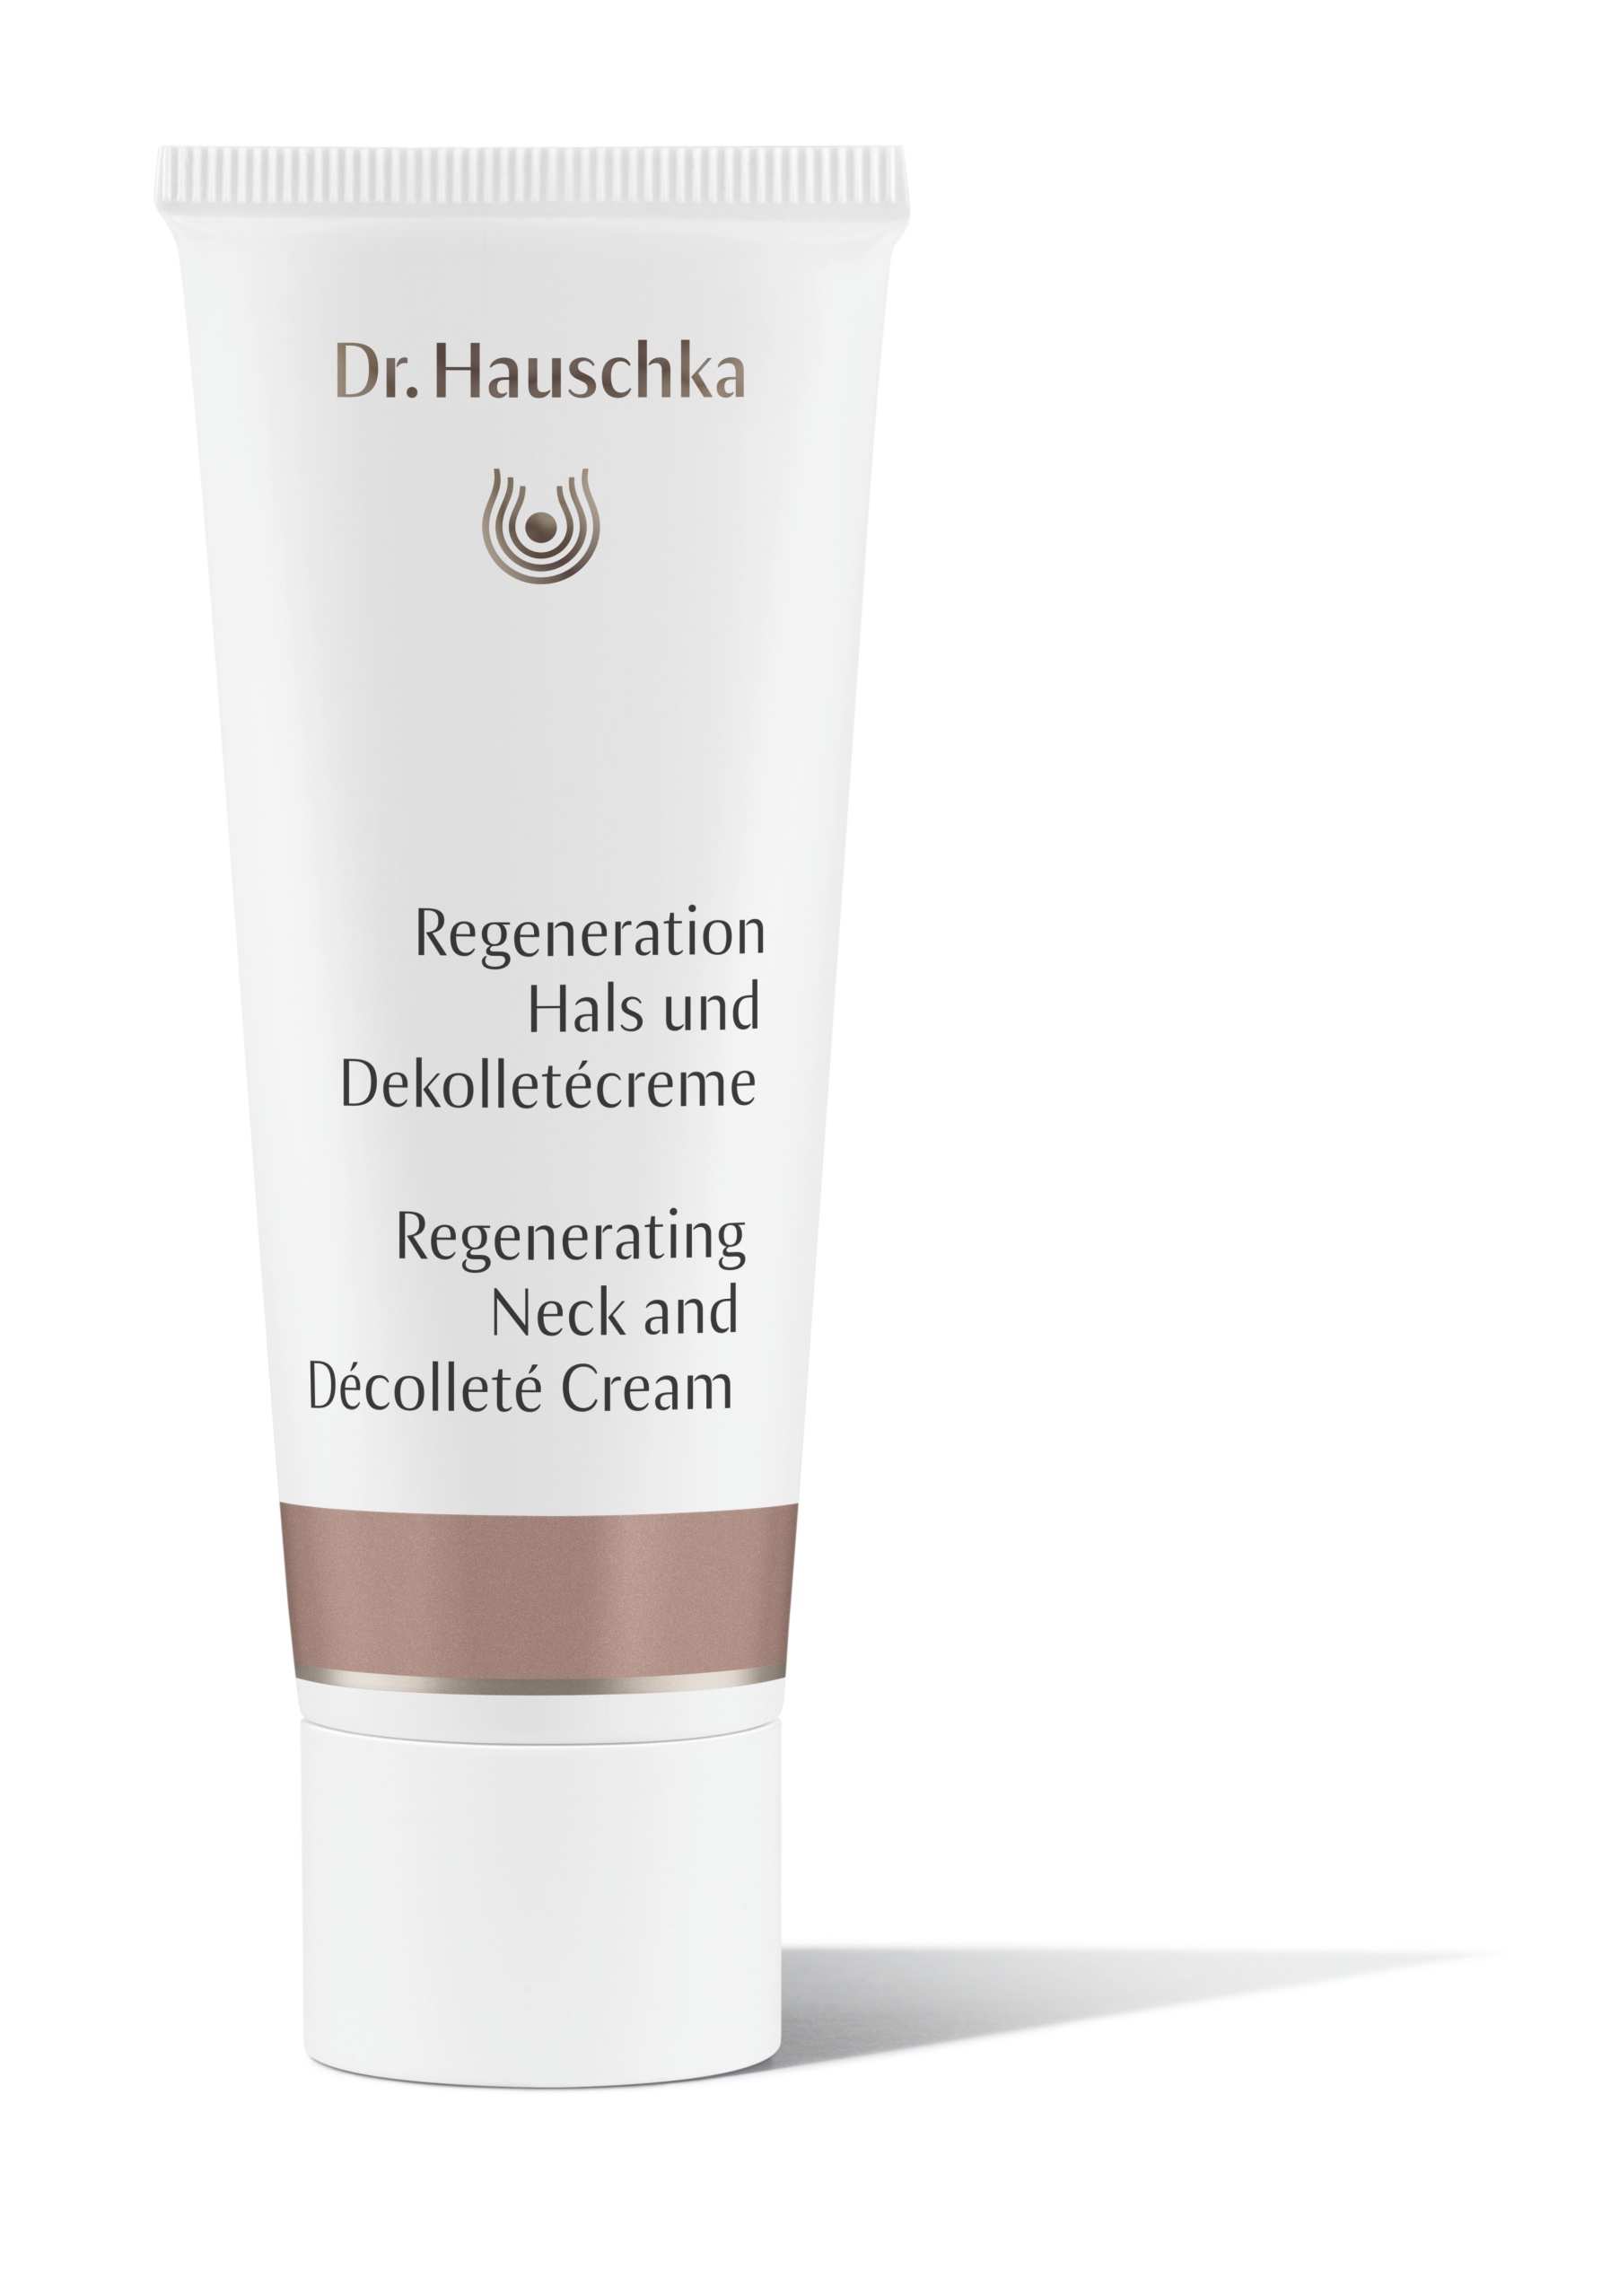 Dr. Hauschka
Regeneration
Hals und
Dekolletécreme
Regenerating
Neck and
Décolleté Cream